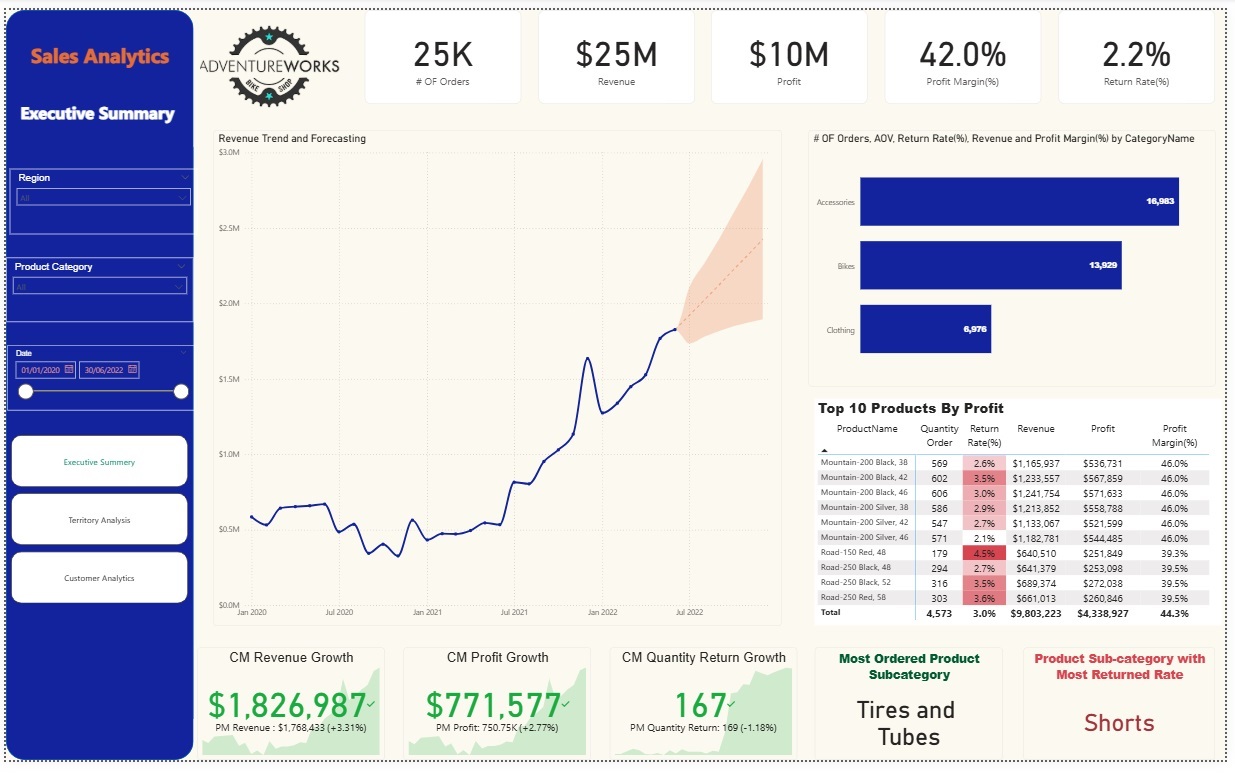 Sales Analytics
Executive Summary
Region
All
Product Category
All
Date
01/01/2020 30/06/2022
Executive Summery
Territory Analysis
Customer Analytics
ADVENTUREWORKS
BIKE SHOP
25K
# OF Orders
$25M
Revenue
$10M
Profit
42.0%
Profit Margin(%)
2.2%
Return Rate(%)
Revenue Trend and Forecasting
$3.0M
$2.5M
$2.0M
$1.5M
$1.0M
$0.5M
$0.0M
Jan 2020 Jul 2020 Jan 2021 Jul 2021 Jan 2022 Jul 2022
# OF Orders, AOV, Return Rate(%), Revenue and Profit Margin(%) by CategoryName
Accessories 16,983
Bikes 13,929
Clothing 6,976
Top 10 Products By Profit
ProductName Quantity Order Return Rate(%) Revenue Profit Profit Margin(%)
Mountain-200 Black, 38 569 2.6% $1,165,937 $536,731 46.0%
Mountain-200 Black, 42 602 3.5% $1,233,557 $567,859 46.0%
Mountain-200 Black, 46 606 3.0% $1,241,754 $571,633 46.0%
Mountain-200 Silver, 38 586 2.9% $1,213,852 $558,788 46.0%
Mountain-200 Silver, 42 547 2.7% $1,133,067 $521,599 46.0%
Mountain-200 Silver, 46 571 2.1% $1,182,781 $544,485 46.0%
Road-150 Red, 48 179 4.5% $640,510 $251,849 39.3%
Road-250 Black, 48 294 2.7% $641,379 $253,098 39.5%
Road-250 Black, 52 316 3.5% $689,374 $272,038 39.5%
Road-250 Red, 58 303 3.6% $661,013 $260,846 39.5%
Total 4,573 3.0% $9,803,223 $4,338,927 44.3%
CM Revenue Growth
$1,826,987
PM Revenue : $1,768,433 (+3.31%)
CM Profit Growth
$771,577
PM Profit: 750.75K (+2.77%)
CM Quantity Return Growth
167
PM Quantity Return: 169 (-1.18%)
Most Ordered Product
Subcategory
Tires and
Tubes
Product Sub-category with
Most Returned Rate
Shorts